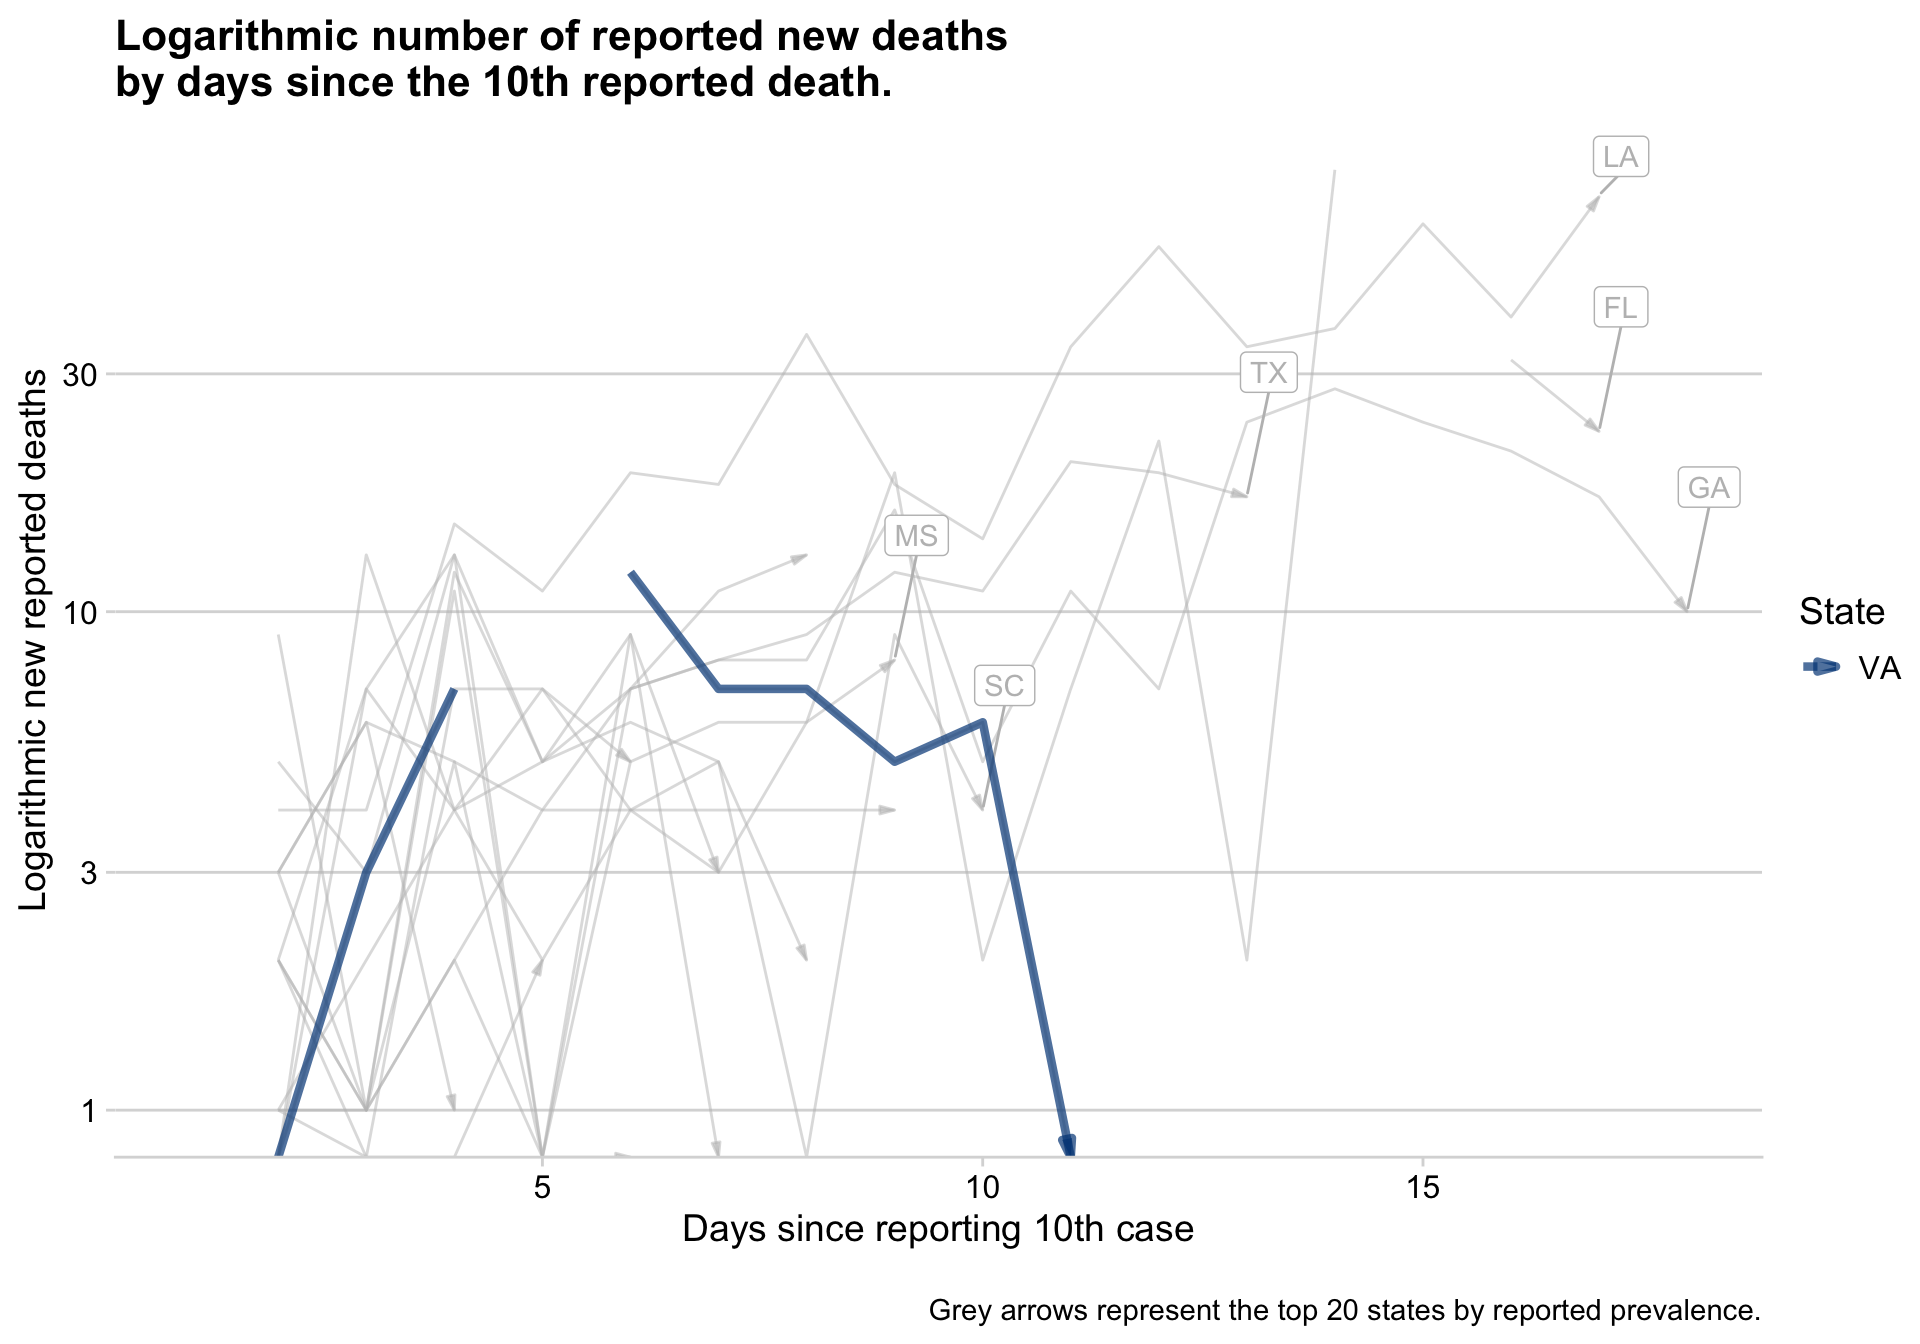 Logarithmic number of reported new deaths
by days since the 10th reported death.
LA
FL
TX
GA
MS
SC
30
10
3
1
Logarithmic new reported deaths
5
10
15
Days since reporting 10th case
State
VA
Grey arrows represent the top 20 states by reported prevalence.